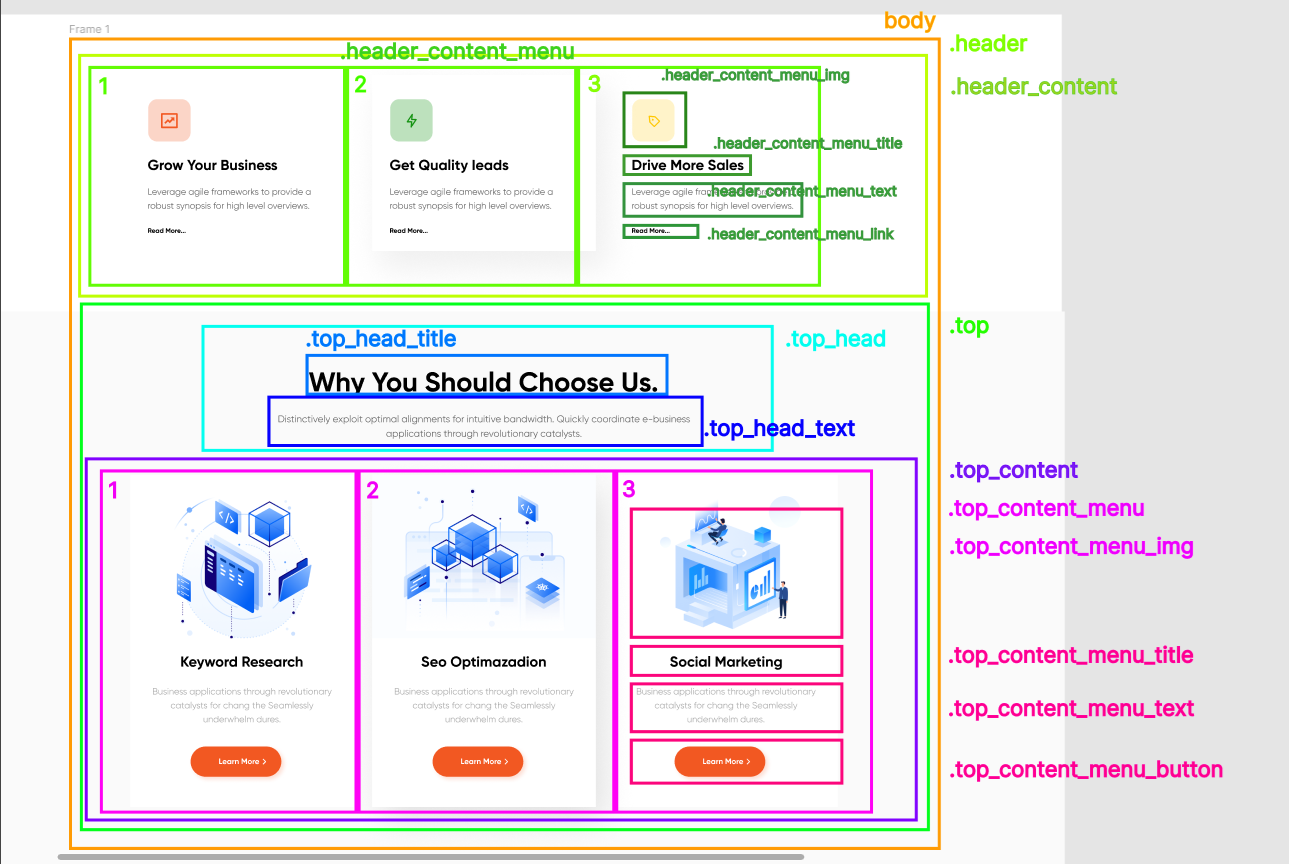 body
Frame 1
.header
.header_content_menu
.header_content
1
2
3
.header_content_menu_img
.header_content_menu_title
Grow Your Business
Get Quality leads
Drive More Sales
Leverage agile frameworks to provide a
robust synopsis for high level overviews.
Leverage agile frameworks to provide a
robust synopsis for high level overviews.
.header_content_menu_text
robust synopsis for high level overviews.
Read More...
Read More...
Read More...
.header_content_menu_link
.top
.top_head_title
.top_head
Why You Should Choose Us.
Distinctively exploit optimal alignments for intuitive bandwidth. Quickly coordinate e-business
applications through revolutionary catalysts.
.top_head_text
.top_content
1
2
3
.top_content_menu
.top_content_menu_img
</>
</>
Keyword Research
Seo Optimazadion
Social Marketing
.top_content_menu_title
Business applications through revolutionary
catalysts for chang the Seamlessly
underwhelm dures.
Business applications through revolutionary
catalysts for chang the Seamlessly
underwhelm dures.
Business applications through revolutionary
catalysts for chang the Seamlessly
underwhelm dures.
.top_content_menu_text
Learn More >
Learn More >
Learn More >
.top_content_menu_button